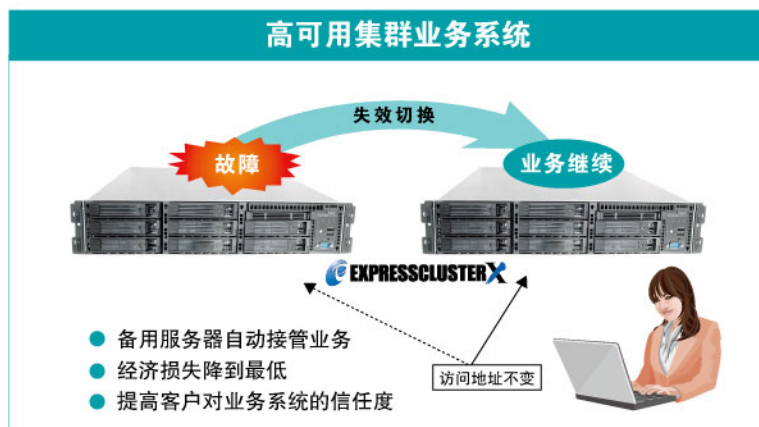 高可用集群业务系统
失效切换
故障
业务继续
EXPRESSCLUSTER X
备用服务器自动接管业务
经济损失降到最低
访问地址不变
提高客户对业务系统的信任度